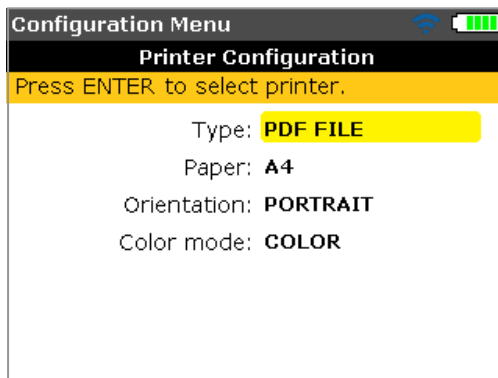 Configuration Menu
Printer Configuration
Press ENTER to select printer.
Type: PDF FILE
Paper: A4
Orientation: PORTRAIT
Color mode: COLOR